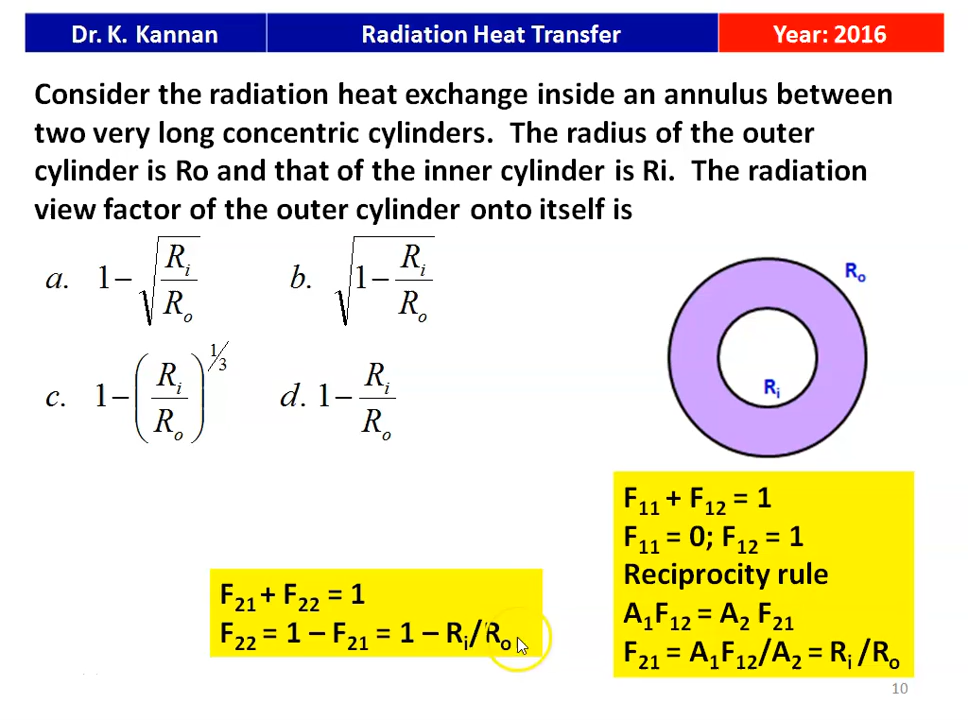 Dr. K. Kannan Radiation Heat Transfer Year: 2016
Consider the radiation heat exchange inside an annulus between
two very long concentric cylinders. The radius of the outer
cylinder is Ro and that of the inner cylinder is Ri. The radiation
view factor of the outer cylinder onto itself is
a. 1 − √(Rᵢ/Rₒ) b. √(1 − Rᵢ/Rₒ)
c. 1 − (Rᵢ/Rₒ)^(1/3) d. 1 − Rᵢ/Rₒ
Rₒ
Rᵢ
F₁₁ + F₁₂ = 1
F₁₁ = 0; F₁₂ = 1
Reciprocity rule
A₁F₁₂ = A₂ F₂₁
F₂₁ = A₁F₁₂/A₂ = Rᵢ /Rₒ
F₂₁ + F₂₂ = 1
F₂₂ = 1 – F₂₁ = 1 – Rᵢ/Rₒ
10